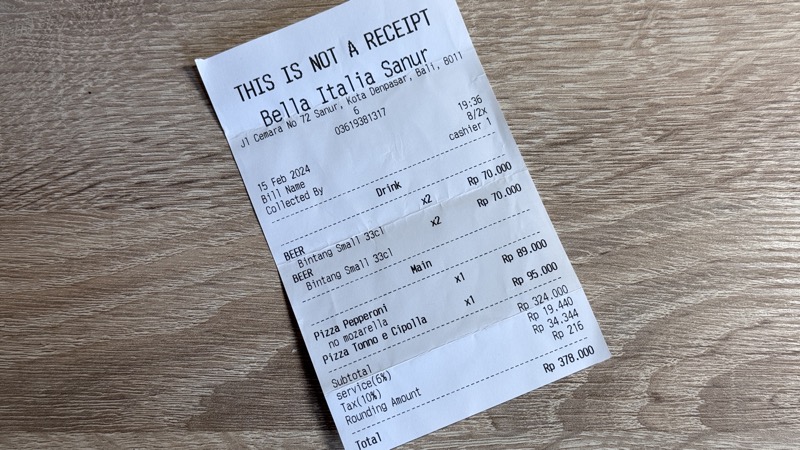 THIS IS NOT A RECEIPT
Bella Italia Sanur
Jl Cemara No 72 Sanur, Kota Denpasar, Bali, 8011
6
03619381317
15 Feb 2024 19:36
Bill Name 8/2x
Collected By cashier 1
Drink
BEER x2 Rp 70.000
Bintang Small 33cl
BEER x2 Rp 70.000
Bintang Small 33cl
Main
Pizza Pepperoni x1 Rp 89.000
no mozarella
Pizza Tonno e Cipolla x1 Rp 95.000
Subtotal Rp 324.000
service(6%) Rp 19.440
Tax(10%) Rp 34.344
Rounding Amount Rp 216
Total Rp 378.000